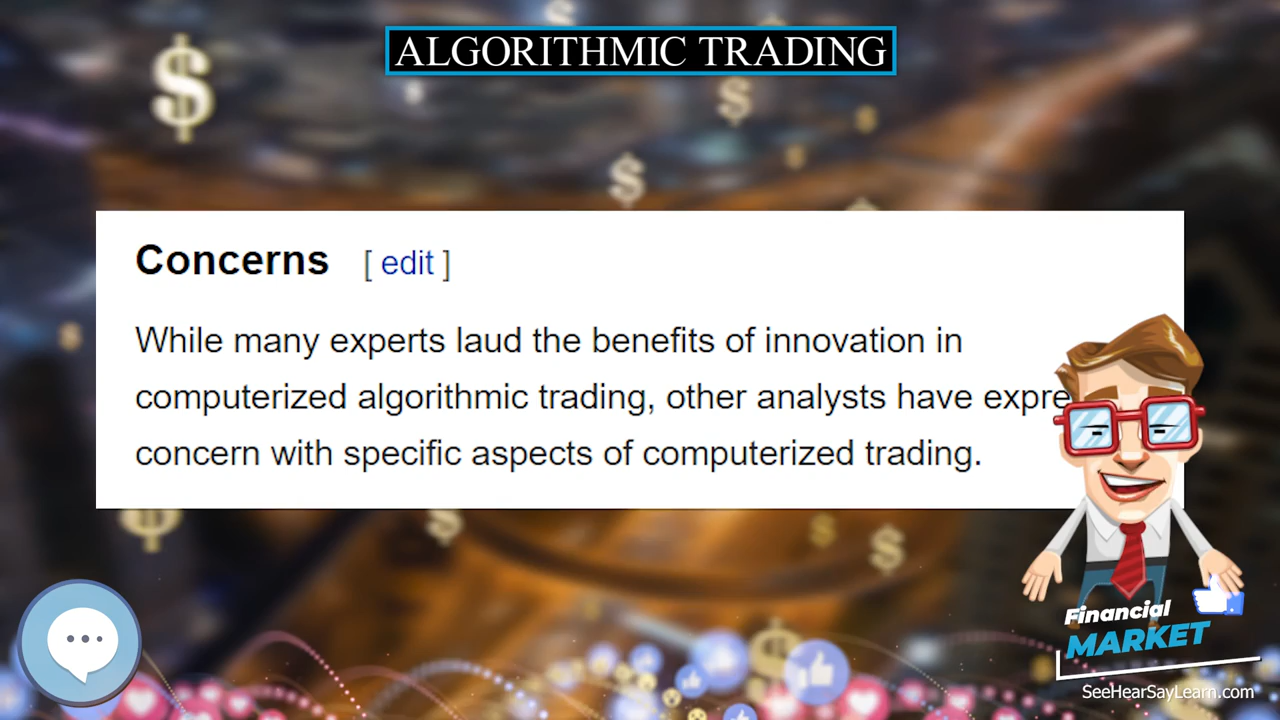 ALGORITHMIC TRADING
Concerns [ edit ]
While many experts laud the benefits of innovation in
computerized algorithmic trading, other analysts have expre
concern with specific aspects of computerized trading.
Financial
MARKET
SeeHearSayLearn.com